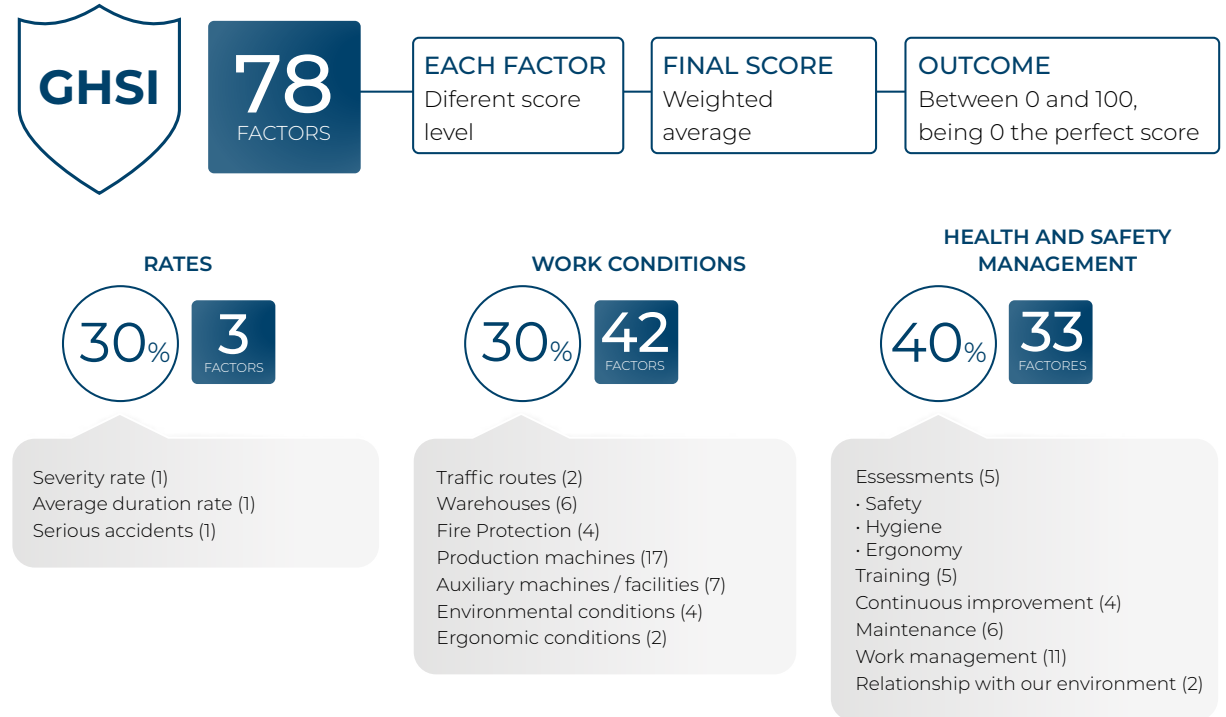 GHSI
78
FACTORS
EACH FACTOR
Diferent score
level
FINAL SCORE
Weighted
average
OUTCOME
Between 0 and 100,
being 0 the perfect score
RATES
30%
3
FACTORS
Severity rate (1)
Average duration rate (1)
Serious accidents (1)
WORK CONDITIONS
30%
42
FACTORS
Traffic routes (2)
Warehouses (6)
Fire Protection (4)
Production machines (17)
Auxiliary machines / facilities (7)
Environmental conditions (4)
Ergonomic conditions (2)
HEALTH AND SAFETY
MANAGEMENT
40%
33
FACTORES
Essessments (5)
• Safety
• Hygiene
• Ergonomy
Training (5)
Continuous improvement (4)
Maintenance (6)
Work management (11)
Relationship with our environment (2)